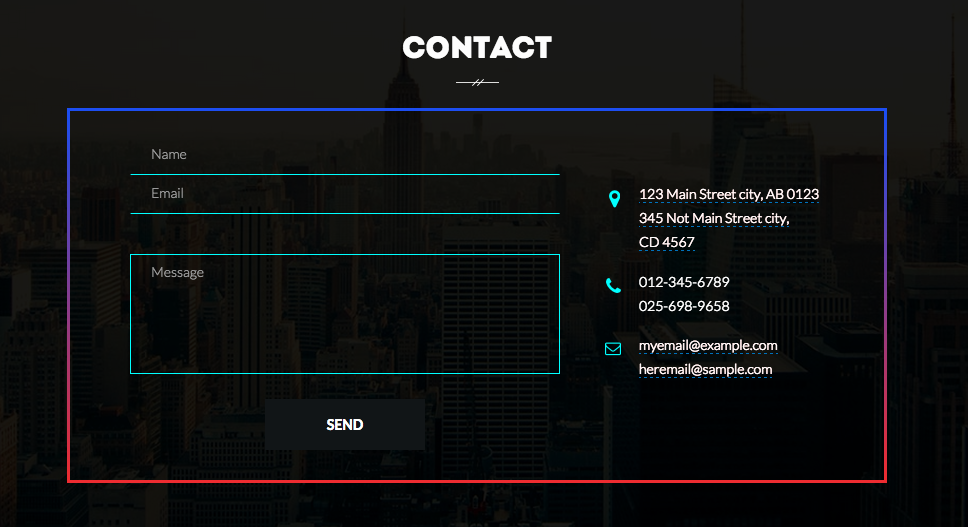 CONTACT
Name
Email
Message
SEND
123 Main Street city, AB 0123
345 Not Main Street city,
CD 4567
012-345-6789
025-698-9658
myemail@example.com
heremail@sample.com